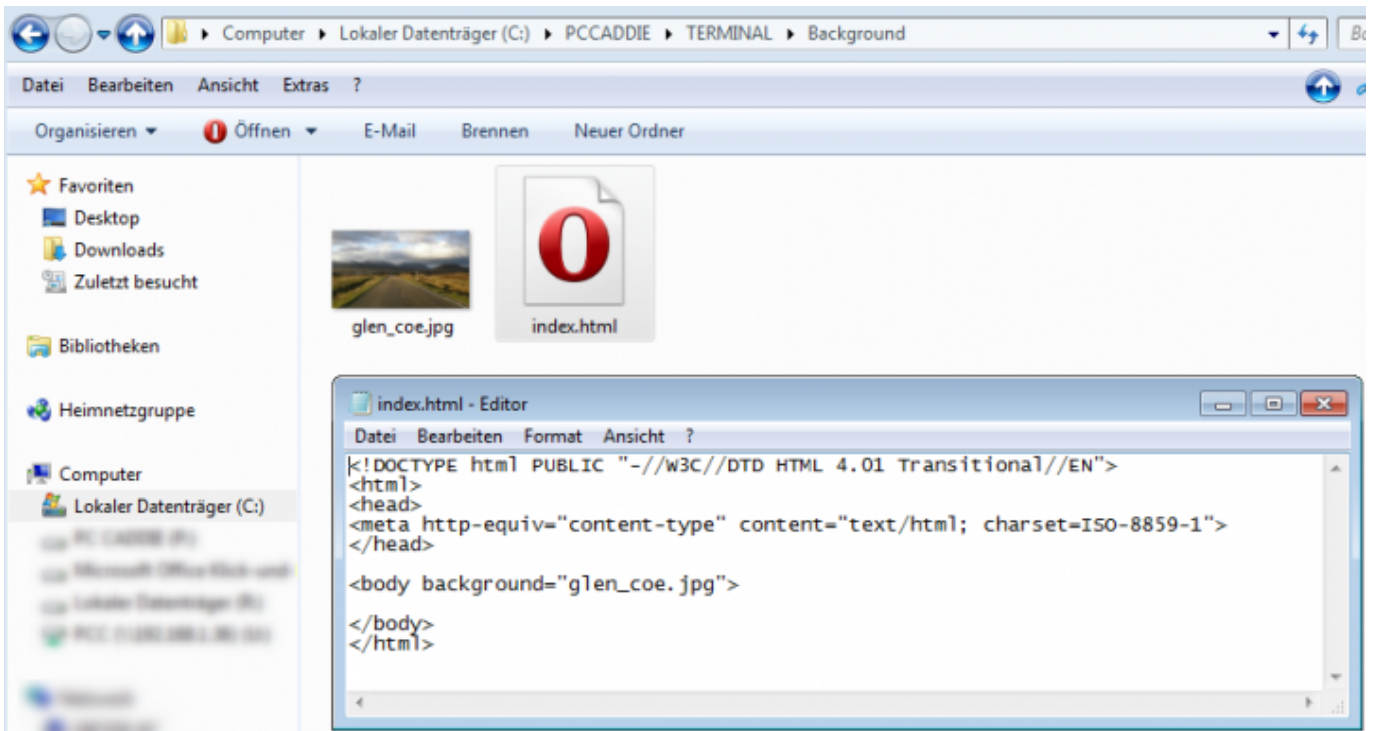 Computer ▸ Lokaler Datenträger (C:) ▸ PCCADDIE ▸ TERMINAL ▸ Background
Datei Bearbeiten Ansicht Extras ?
Organisieren Öffnen E-Mail Brennen Neuer Ordner
Favoriten
Desktop
Downloads
Zuletzt besucht
Bibliotheken
Heimnetzgruppe
Computer
Lokaler Datenträger (C:)
glen_coe.jpg
index.html
index.html - Editor
Datei Bearbeiten Format Ansicht ?
<!DOCTYPE html PUBLIC "-//W3C//DTD HTML 4.01 Transitional//EN">
<html>
<head>
<meta http-equiv="content-type" content="text/html; charset=ISO-8859-1">
</head>
<body background="glen_coe.jpg">
</body>
</html>